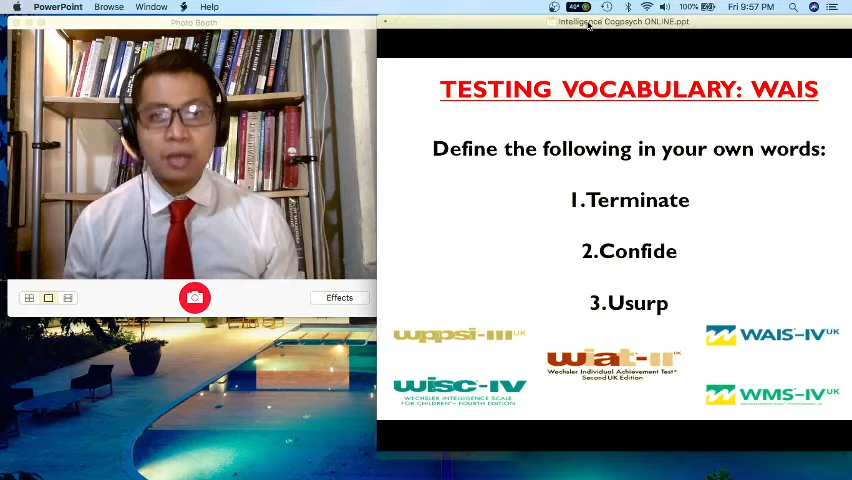 PowerPoint Browse Window Help
49° 100% Fri 9:57 PM
Photo Booth
Intelligence Cogpsych ONLINE.ppt
TESTING VOCABULARY: WAIS
Define the following in your own words:
1.Terminate
2.Confide
3.Usurp
Effects
wppsi-III UK
WAIS-IV UK
wiat-II UK
Wechsler Individual Achievement Test®
Second UK Edition
wisc-IV
WECHSLER INTELLIGENCE SCALE
FOR CHILDREN - FOURTH EDITION
UK
WMS-IV UK